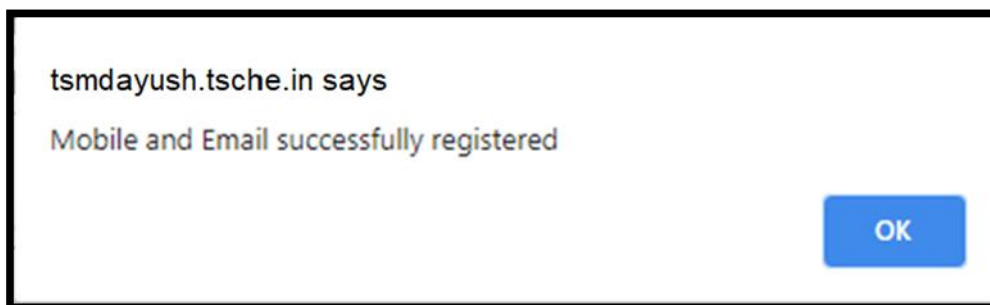 tsmdayush.tsche.in says
Mobile and Email successfully registered
OK